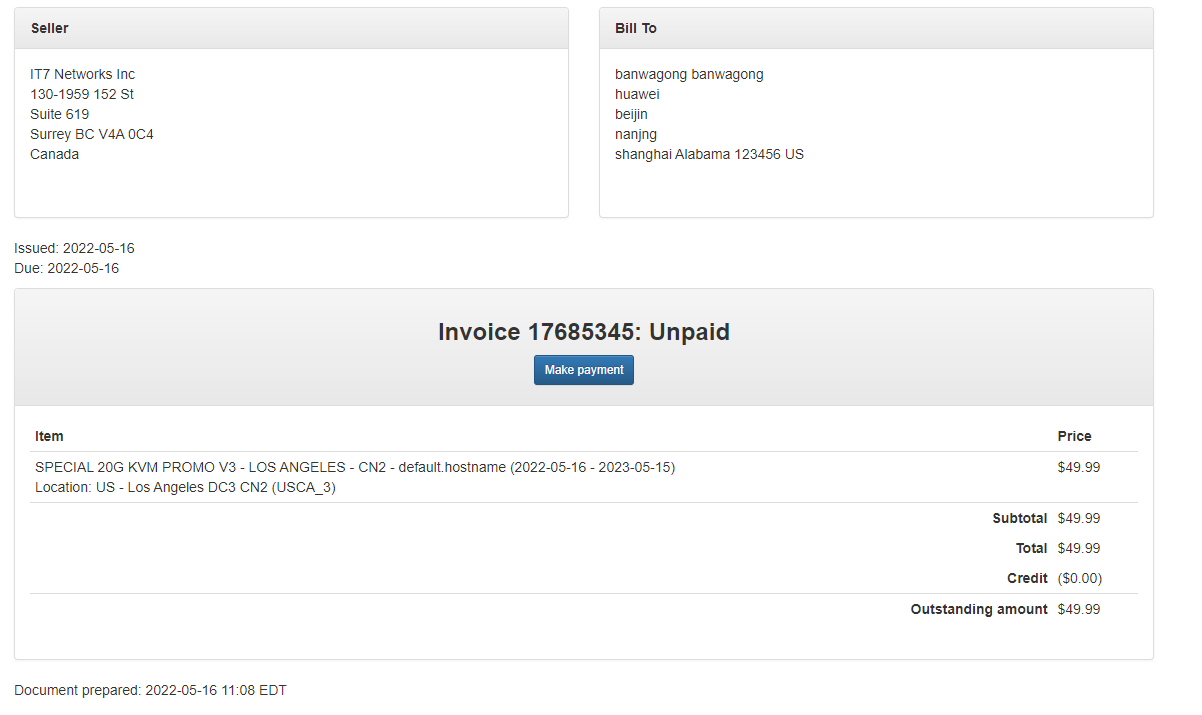 Seller
IT7 Networks Inc
130-1959 152 St
Suite 619
Surrey BC V4A 0C4
Canada
Bill To
banwagong banwagong
huawei
beijin
nanjng
shanghai Alabama 123456 US
Issued: 2022-05-16
Due: 2022-05-16
Invoice 17685345: Unpaid
Make payment
Item Price
SPECIAL 20G KVM PROMO V3 - LOS ANGELES - CN2 - default.hostname (2022-05-16 - 2023-05-15) $49.99
Location: US - Los Angeles DC3 CN2 (USCA_3)
Subtotal $49.99
Total $49.99
Credit ($0.00)
Outstanding amount $49.99
Document prepared: 2022-05-16 11:08 EDT